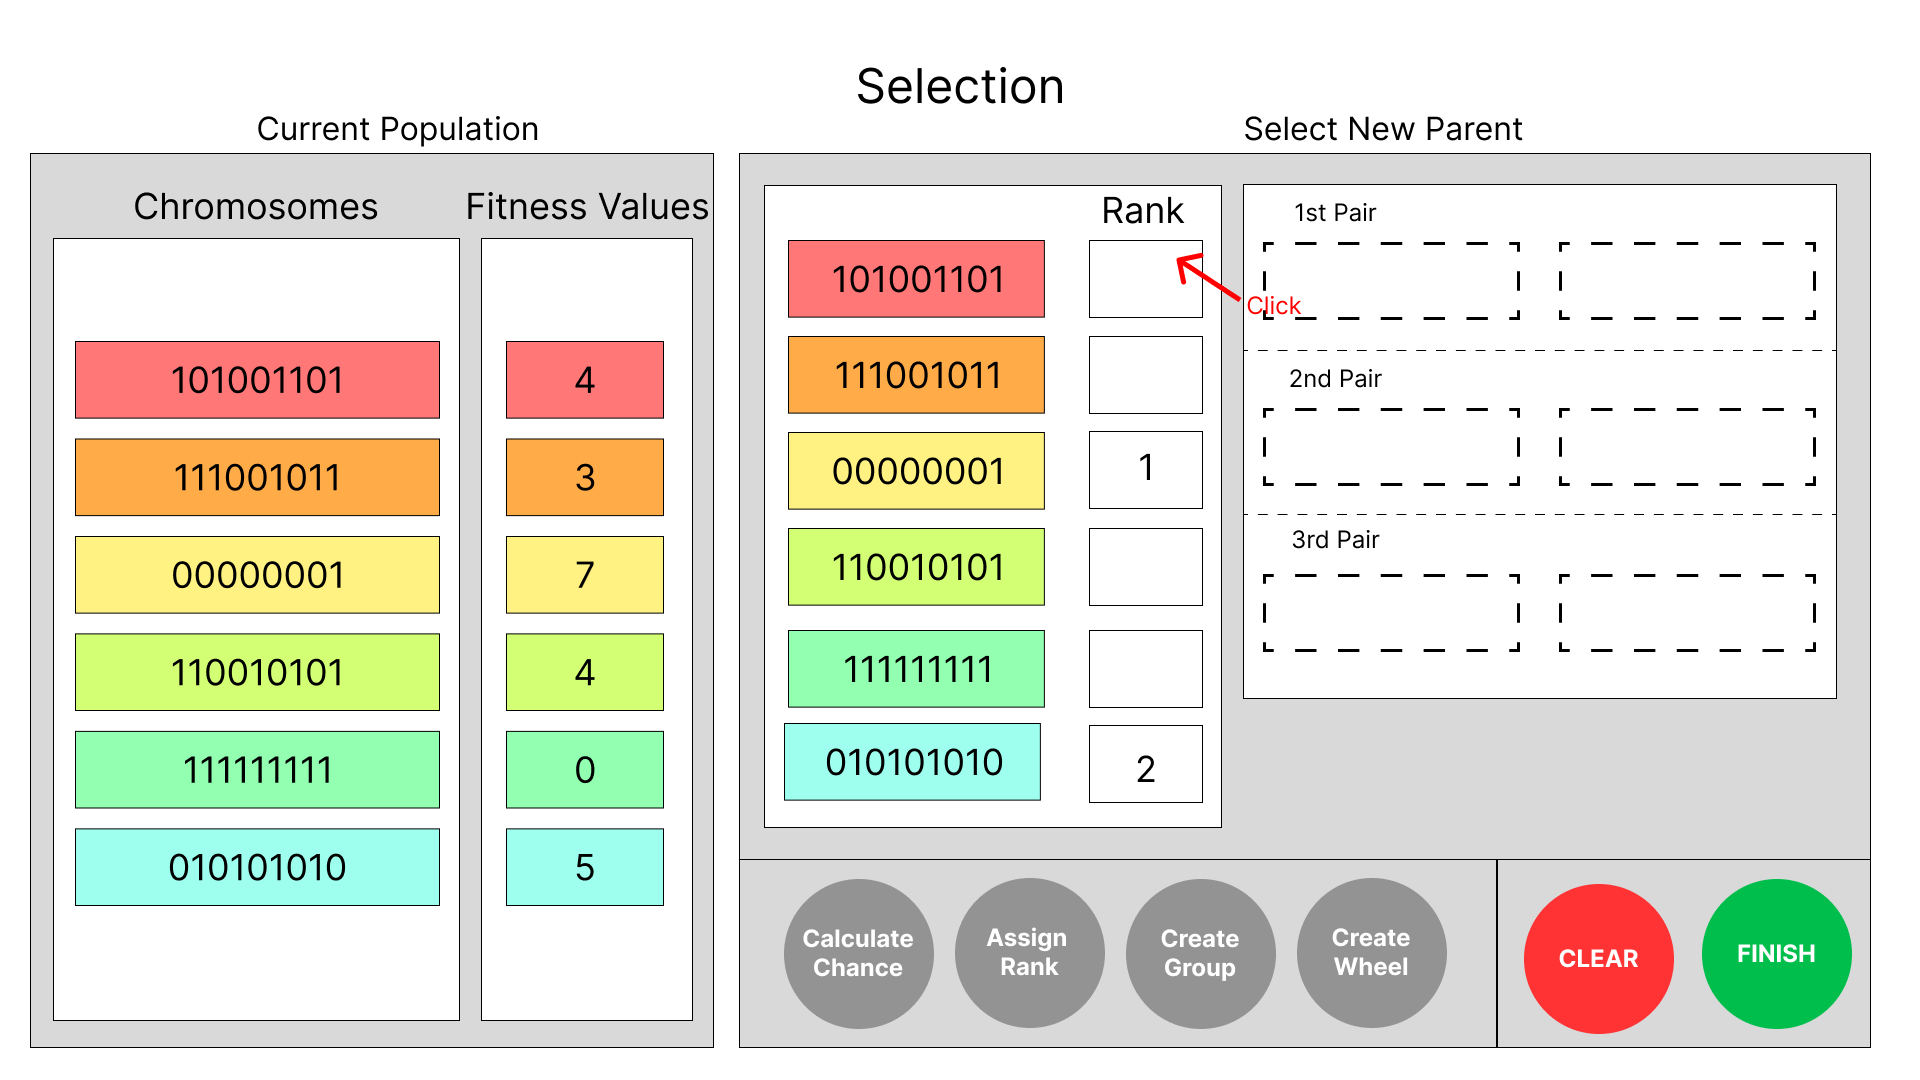 Selection
Current Population
Chromosomes
Fitness Values
101001101
4
111001011
3
00000001
7
110010101
4
111111111
0
010101010
5
Select New Parent
Rank
101001101
111001011
00000001
1
110010101
111111111
010101010
2
Click
1st Pair
2nd Pair
3rd Pair
Calculate
Chance
Assign
Rank
Create
Group
Create
Wheel
CLEAR
FINISH